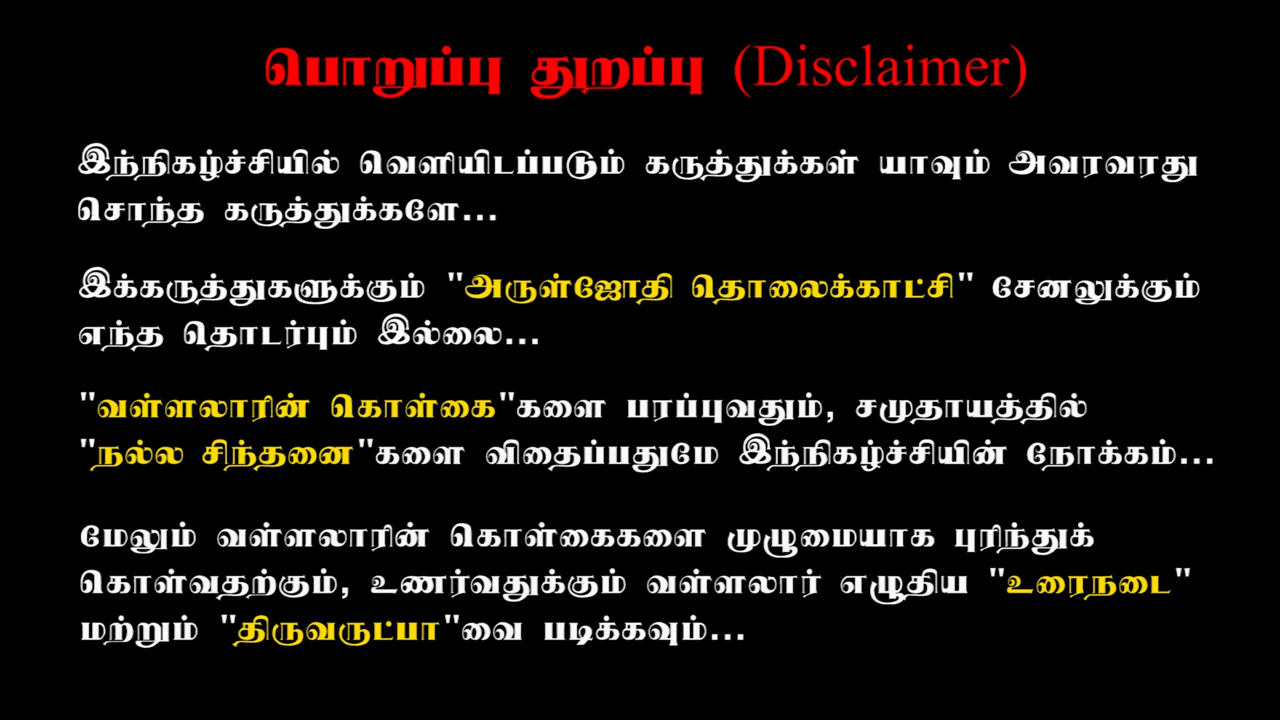 பொறுப்பு துறப்பு (Disclaimer)
இந்நிகழ்ச்சியில் வெளியிடப்படும் கருத்துக்கள் யாவும் அவரவரது
சொந்த கருத்துக்களே...
இக்கருத்துகளுக்கும் "அருள்ஜோதி தொலைக்காட்சி" சேனலுக்கும்
எந்த தொடர்பும் இல்லை...
"வள்ளலாரின் கொள்கை"களை பரப்புவதும், சமுதாயத்தில்
"நல்ல சிந்தனை"களை விதைப்பதுமே இந்நிகழ்ச்சியின் நோக்கம்...
மேலும் வள்ளலாரின் கொள்கைகளை முழுமையாக புரிந்துக்
கொள்வதற்கும், உணர்வதுக்கும் வள்ளலார் எழுதிய "உரைநடை"
மற்றும் "திருவருட்பா"வை படிக்கவும்...